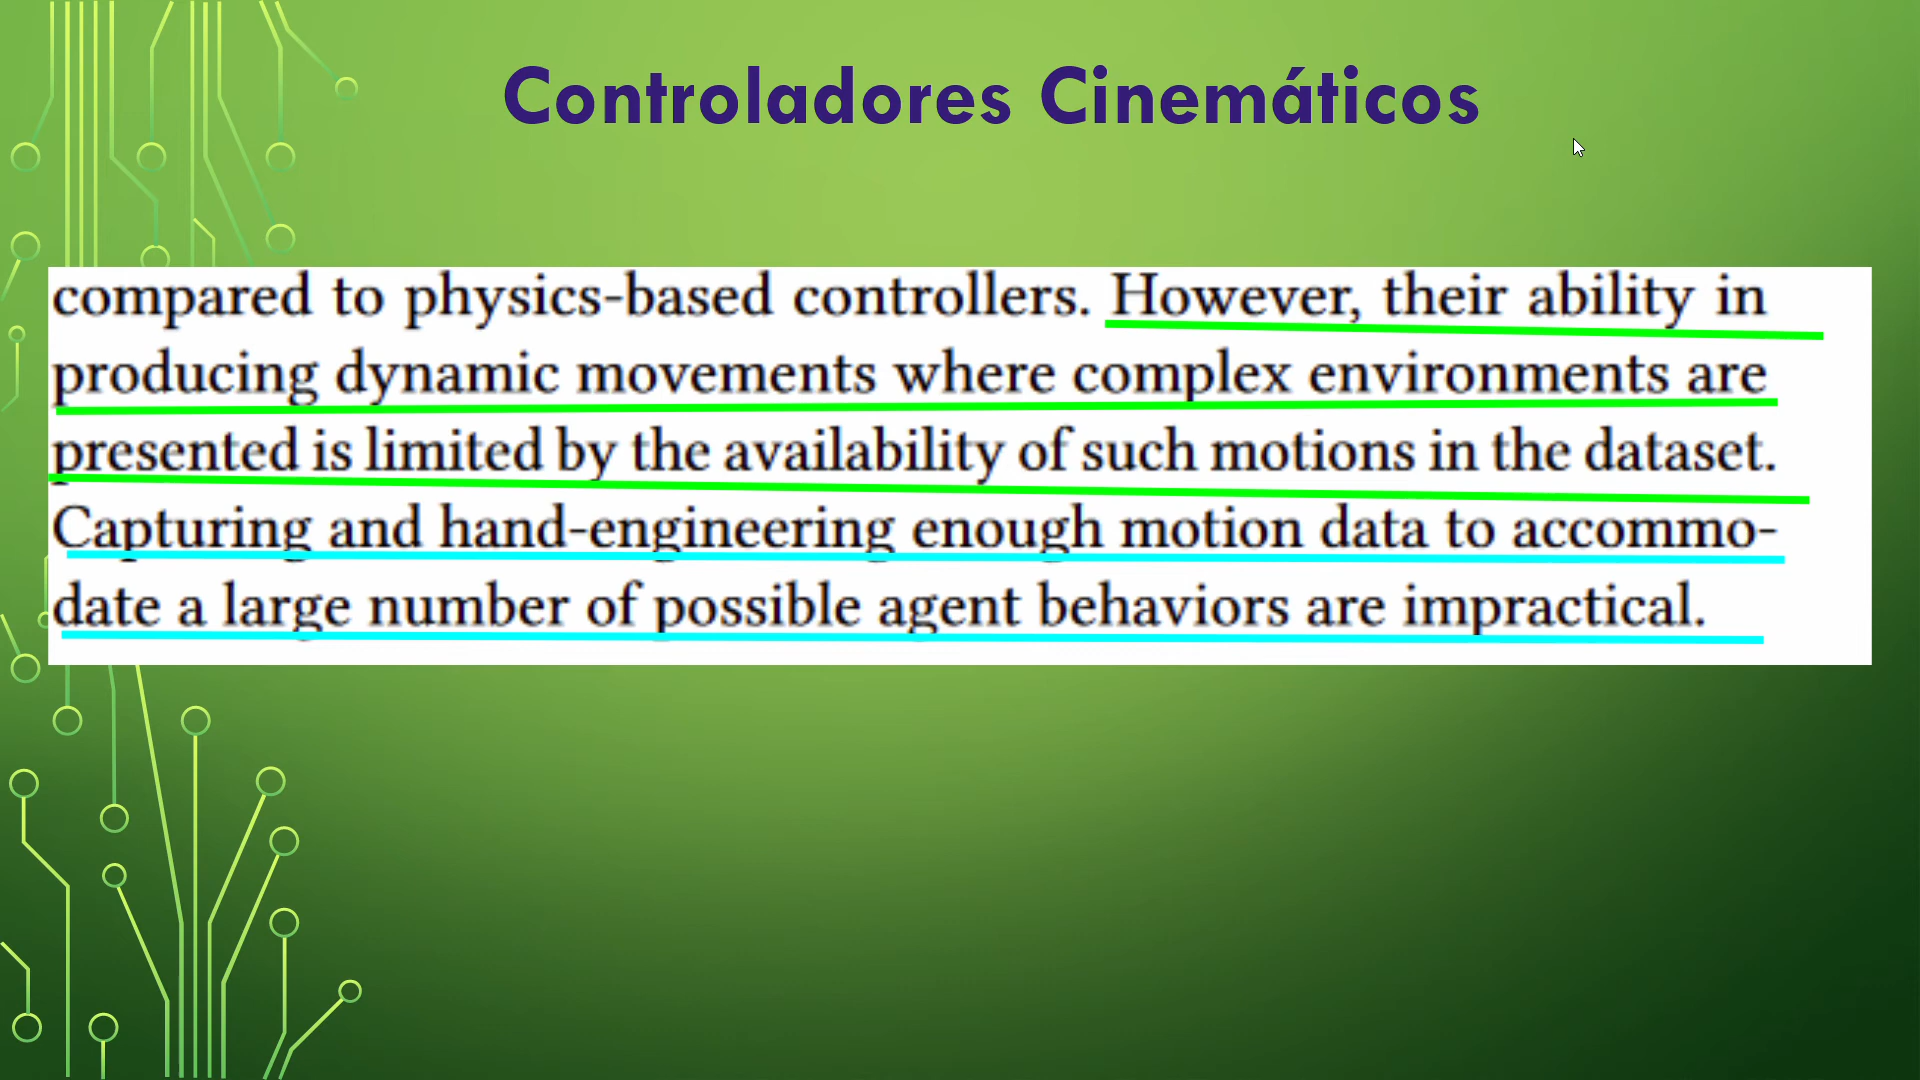 Controladores Cinemáticos
compared to physics-based controllers. However, their ability in
producing dynamic movements where complex environments are
presented is limited by the availability of such motions in the dataset.
Capturing and hand-engineering enough motion data to accommo-
date a large number of possible agent behaviors are impractical.